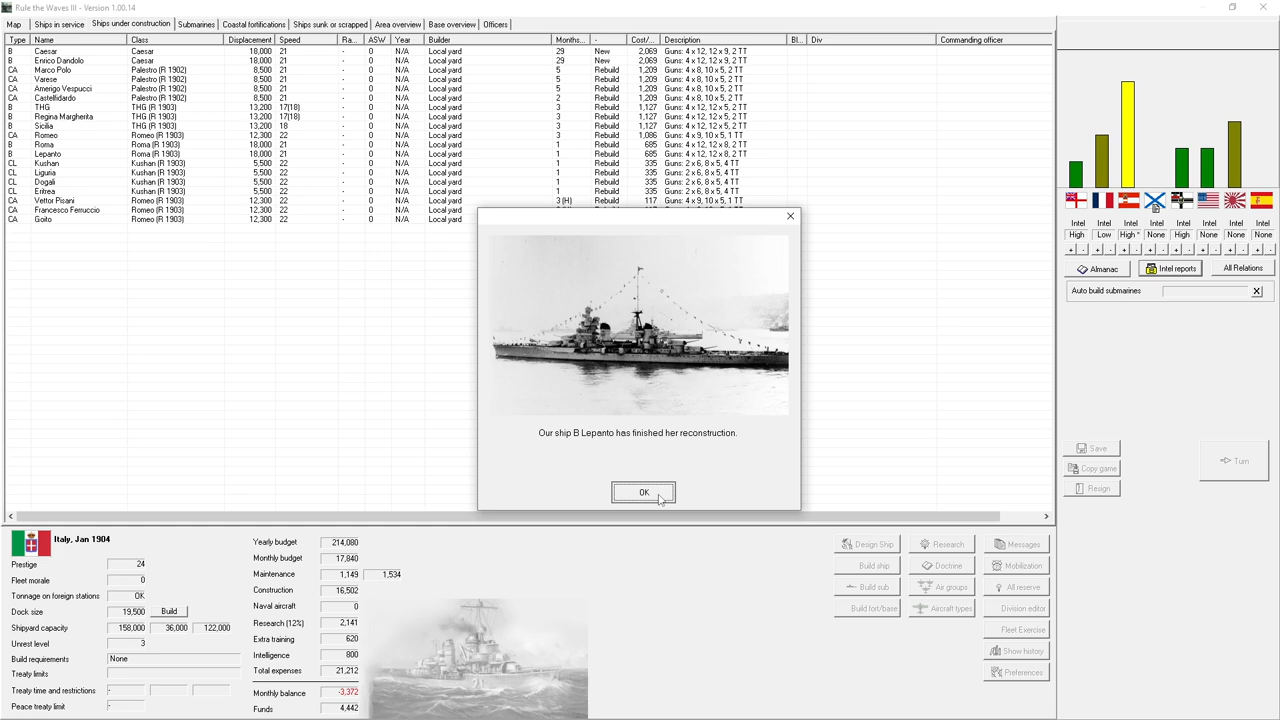 Rule the Waves III - Version 1.00.14
Map Ships in service Ships under construction Submarines Coastal fortifications Ships sunk or scrapped Area overview Base overview Officers
Type Name Class Displacement Speed Ra... ASW Year Builder Months... - Cost/... Description Bl... Div Commanding officer
B Caesar Caesar 18,000 21 - 0 N/A Local yard 29 New 2,069 Guns: 4 x 12, 12 x 9, 2 TT
B Enrico Dandolo Caesar 18,000 21 - 0 N/A Local yard 29 New 2,069 Guns: 4 x 12, 12 x 9, 2 TT
CA Marco Polo Palestro (R 1902) 8,500 21 - 0 N/A Local yard 5 Rebuild 1,209 Guns: 4 x 8, 10 x 5, 2 TT
CA Varese Palestro (R 1902) 8,500 21 - 0 N/A Local yard 5 Rebuild 1,209 Guns: 4 x 8, 10 x 5, 2 TT
CA Amerigo Vespucci Palestro (R 1902) 8,500 21 - 0 N/A Local yard 5 Rebuild 1,209 Guns: 4 x 8, 10 x 5, 2 TT
CA Castelfidardo Palestro (R 1902) 8,500 21 - 0 N/A Local yard 2 Rebuild 1,209 Guns: 4 x 8, 10 x 5, 2 TT
B THG THG (R 1903) 13,200 17(18) - 0 N/A Local yard 3 Rebuild 1,127 Guns: 4 x 12, 12 x 5, 2 TT
B Regina Margherita THG (R 1903) 13,200 17(18) - 0 N/A Local yard 3 Rebuild 1,127 Guns: 4 x 12, 12 x 5, 2 TT
B Sicilia THG (R 1903) 13,200 18 - 0 N/A Local yard 3 Rebuild 1,127 Guns: 4 x 12, 12 x 5, 2 TT
CA Romeo Romeo (R 1903) 12,300 22 - 0 N/A Local yard 3 Rebuild 1,086 Guns: 4 x 9, 10 x 5, 1 TT
B Roma Roma (R 1903) 18,000 21 - 0 N/A Local yard 1 Rebuild 685 Guns: 4 x 12, 12 x 8, 2 TT
B Lepanto Roma (R 1903) 18,000 21 - 0 N/A Local yard 1 Rebuild 685 Guns: 4 x 12, 12 x 8, 2 TT
CL Kushan Kushan (R 1903) 5,500 22 - 0 N/A Local yard 1 Rebuild 335 Guns: 2 x 6, 8 x 5, 4 TT
CL Liguria Kushan (R 1903) 5,500 22 - 0 N/A Local yard 1 Rebuild 335 Guns: 2 x 6, 8 x 5, 4 TT
CL Dogali Kushan (R 1903) 5,500 22 - 0 N/A Local yard 1 Rebuild 335 Guns: 2 x 6, 8 x 5, 4 TT
CL Eritrea Kushan (R 1903) 5,500 22 - 0 N/A Local yard 1 Rebuild 335 Guns: 2 x 6, 8 x 5, 4 TT
CA Vettor Pisani Romeo (R 1903) 12,300 22 - 0 N/A Local yard 3 (H) Rebuild 117 Guns: 4 x 9, 10 x 5, 1 TT
CA Francesco Ferruccio Romeo (R 1903) 12,300 22 - 0 N/A Local yard
CA Goito Romeo (R 1903) 12,300 22 - 0 N/A Local yard
Our ship B Lepanto has finished her reconstruction.
OK
Intel Intel Intel Intel Intel Intel Intel Intel
High Low High* None High None None None
+ - + - + - + - + - + - + - + -
Almanac Intel reports All Relations
Auto build submarines X
Save
Copy game
Resign
Turn
Italy, Jan 1904
Prestige 24
Fleet morale 0
Tonnage on foreign stations OK
Dock size 19,500 Build
Shipyard capacity 158,000 36,000 122,000
Unrest level 3
Build requirements None
Treaty limits
Treaty time and restrictions -
Peace treaty limit -
Yearly budget 214,080
Monthly budget 17,840
Maintenance 1,149 1,534
Construction 16,502
Naval aircraft 0
Research (12%) 2,141
Extra training 620
Intelligence 800
Total expenses 21,212
Monthly balance -3,372
Funds 4,442
Design Ship Research Messages
Build ship Doctrine Mobilization
Build sub Air groups All reserve
Build fort/base Aircraft types Division editor
Fleet Exercise
Show history
Preferences